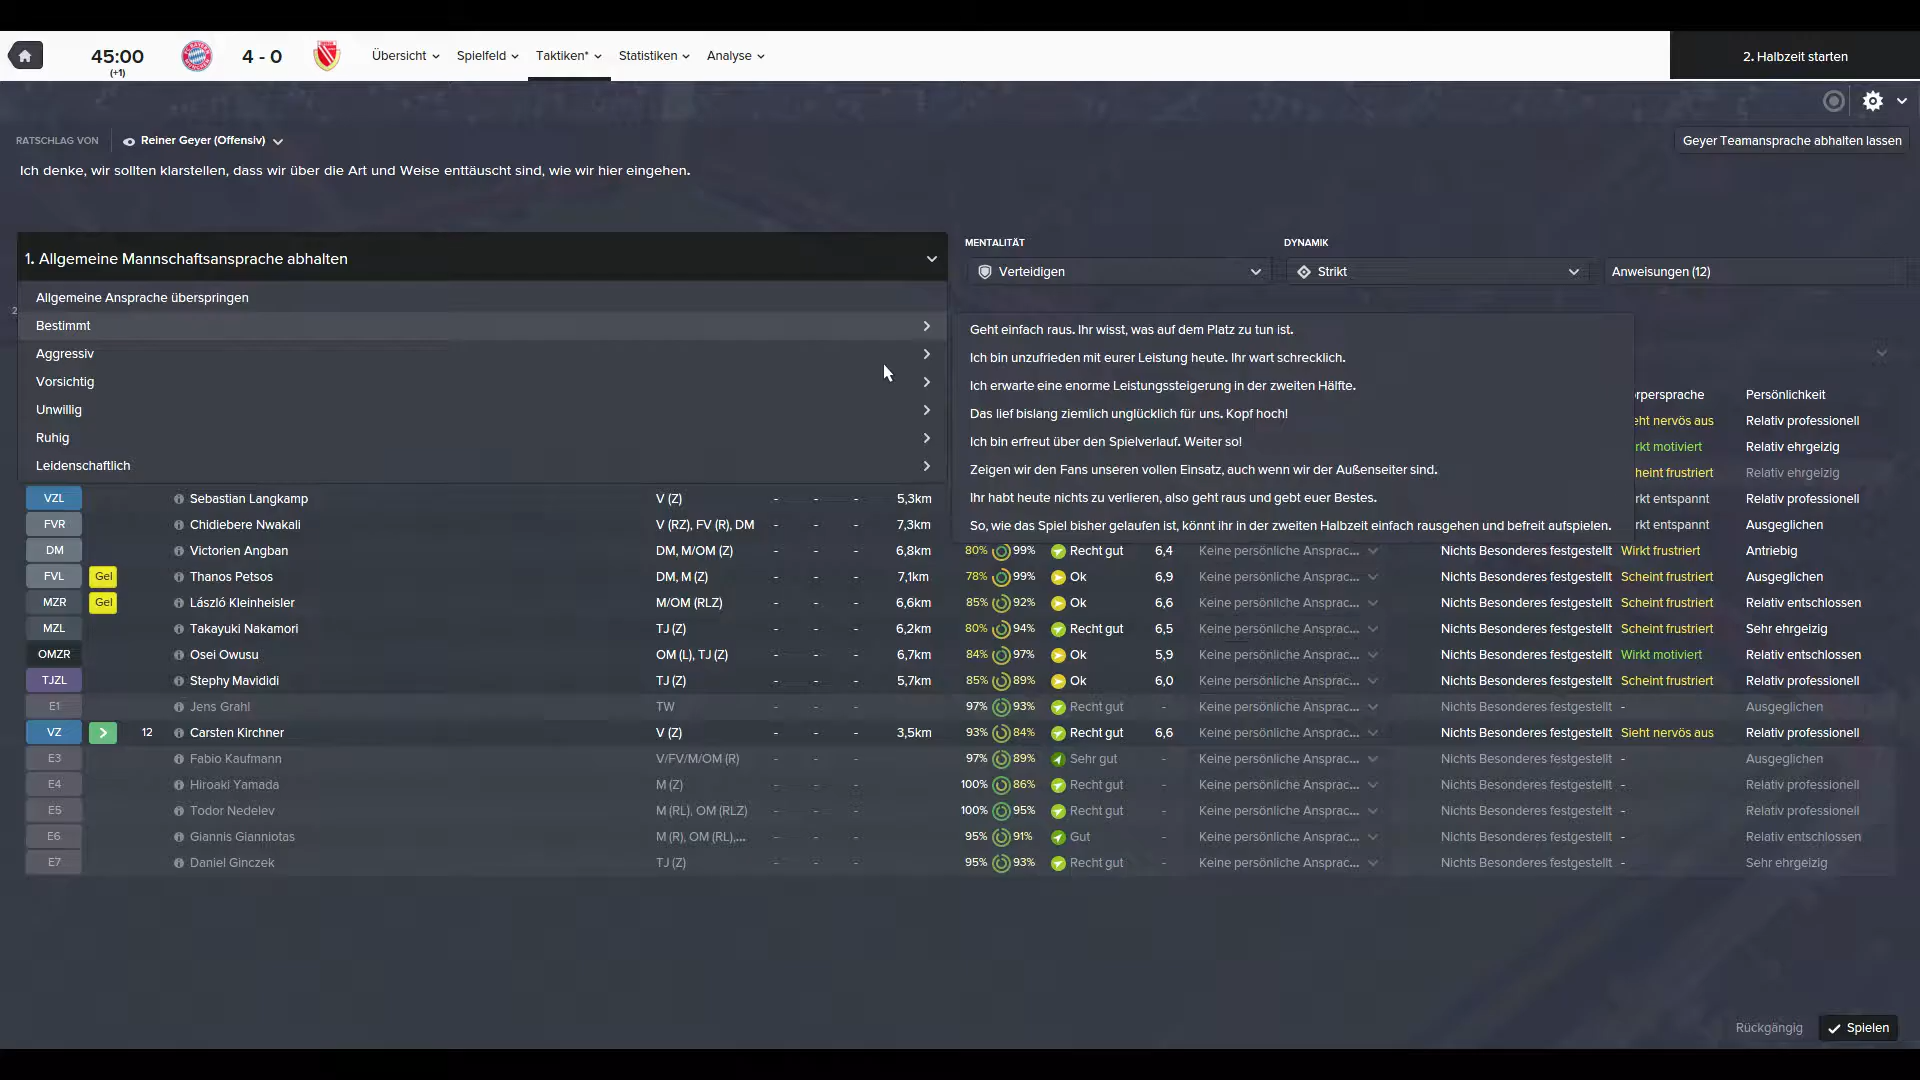 45:00
(+1)
4 - 0
Übersicht
Spielfeld
Taktiken*
Statistiken
Analyse
2. Halbzeit starten
RATSCHLAG VON
Reiner Geyer (Offensiv)
Geyer Teamansprache abhalten lassen
Ich denke, wir sollten klarstellen, dass wir über die Art und Weise enttäuscht sind, wie wir hier eingehen.
MENTALITÄT
DYNAMIK
1. Allgemeine Mannschaftsansprache abhalten
Verteidigen
Strikt
Anweisungen (12)
Allgemeine Ansprache überspringen
Bestimmt
Aggressiv
Vorsichtig
Unwillig
Ruhig
Leidenschaftlich
2
Geht einfach raus. Ihr wisst, was auf dem Platz zu tun ist.
Ich bin unzufrieden mit eurer Leistung heute. Ihr wart schrecklich.
Ich erwarte eine enorme Leistungssteigerung in der zweiten Hälfte.
Das lief bislang ziemlich unglücklich für uns. Kopf hoch!
Ich bin erfreut über den Spielverlauf. Weiter so!
Zeigen wir den Fans unseren vollen Einsatz, auch wenn wir der Außenseiter sind.
Ihr habt heute nichts zu verlieren, also geht raus und gebt euer Bestes.
So, wie das Spiel bisher gelaufen ist, könnt ihr in der zweiten Halbzeit einfach rausgehen und befreit aufspielen.
rpersprache Persönlichkeit
eht nervös aus Relativ professionell
rkt motiviert Relativ ehrgeizig
cheint frustriert Relativ ehrgeizig
VZL Sebastian Langkamp V (Z) - - - 5,3km rkt entspannt Relativ professionell
FVR Chidiebere Nwakali V (RZ), FV (R), DM - - - 7,3km rkt entspannt Ausgeglichen
DM Victorien Angban DM, M/OM (Z) - - - 6,8km 80% 99% Recht gut 6,4 Keine persönliche Ansprac... Nichts Besonderes festgestellt Wirkt frustriert Antriebig
FVL Gel Thanos Petsos DM, M (Z) - - - 7,1km 78% 99% Ok 6,9 Keine persönliche Ansprac... Nichts Besonderes festgestellt Scheint frustriert Ausgeglichen
MZR Gel László Kleinheisler M/OM (RLZ) - - - 6,6km 85% 92% Ok 6,6 Keine persönliche Ansprac... Nichts Besonderes festgestellt Scheint frustriert Relativ entschlossen
MZL Takayuki Nakamori TJ (Z) - - - 6,2km 80% 94% Recht gut 6,5 Keine persönliche Ansprac... Nichts Besonderes festgestellt Scheint frustriert Sehr ehrgeizig
OMZR Osei Owusu OM (L), TJ (Z) - - - 6,7km 84% 97% Ok 5,9 Keine persönliche Ansprac... Nichts Besonderes festgestellt Wirkt motiviert Relativ entschlossen
TJZL Stephy Mavididi TJ (Z) - - - 5,7km 85% 89% Ok 6,0 Keine persönliche Ansprac... Nichts Besonderes festgestellt Scheint frustriert Relativ professionell
E1 Jens Grahl TW 97% 93% Recht gut - Keine persönliche Ansprac... Nichts Besonderes festgestellt - Ausgeglichen
VZ 12 Carsten Kirchner V (Z) - - - 3,5km 93% 84% Recht gut 6,6 Keine persönliche Ansprac... Nichts Besonderes festgestellt Sieht nervös aus Relativ professionell
E3 Fabio Kaufmann V/FV/M/OM (R) - - - 97% 89% Sehr gut - Keine persönliche Ansprac... Nichts Besonderes festgestellt - Ausgeglichen
E4 Hiroaki Yamada M (Z) - - - 100% 86% Recht gut - Keine persönliche Ansprac... Nichts Besonderes festgestellt - Relativ professionell
E5 Todor Nedelev M (RL), OM (RLZ) - - - 100% 95% Recht gut - Keine persönliche Ansprac... Nichts Besonderes festgestellt - Relativ professionell
E6 Giannis Gianniotas M (R), OM (RL),... - - - 95% 91% Gut - Keine persönliche Ansprac... Nichts Besonderes festgestellt - Relativ entschlossen
E7 Daniel Ginczek TJ (Z) - - - 95% 93% Recht gut - Keine persönliche Ansprac... Nichts Besonderes festgestellt - Sehr ehrgeizig
Rückgängig
Spielen